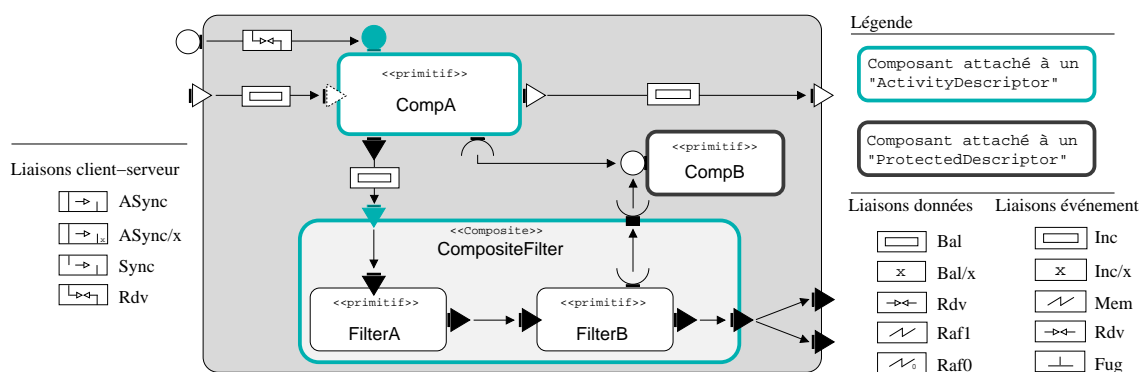 Légende
Composant attaché à un
"ActivityDescriptor"
Composant attaché à un
"ProtectedDescriptor"
<<primitif>>
CompA
<<primitif>>
CompB
Liaisons client−serveur
ASync
ASync/x
x
Sync
Rdv
<<Composite>>
CompositeFilter
<<primitif>>
FilterA
<<primitif>>
FilterB
Liaisons données
Bal
x
Bal/x
Rdv
Raf1
0
Raf0
Liaisons événement
Inc
x
Inc/x
Mem
Rdv
Fug